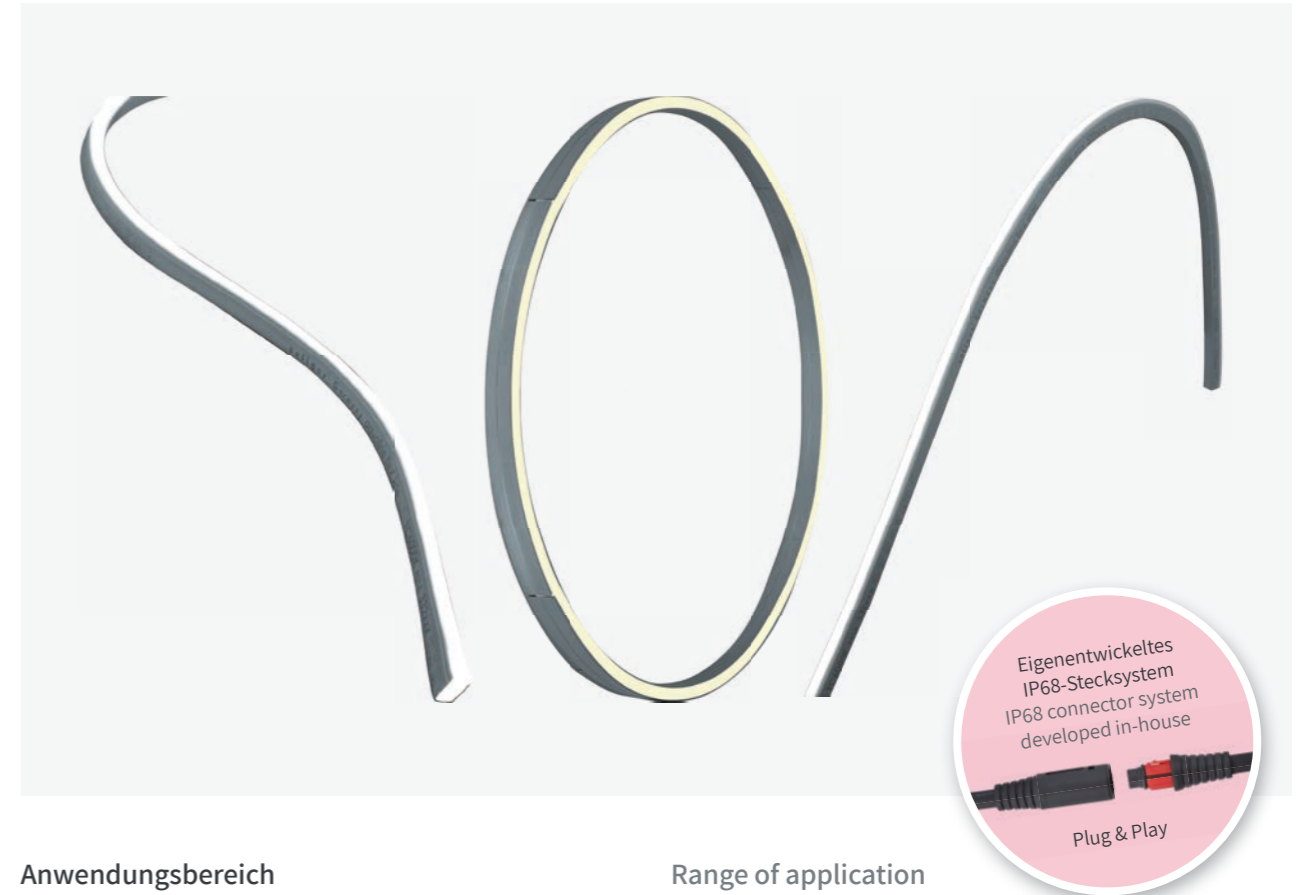 Eigenentwickeltes
IP68-Stecksystem
IP68 connector system
developed in-house
Plug & Play
Anwendungsbereich
Range of application